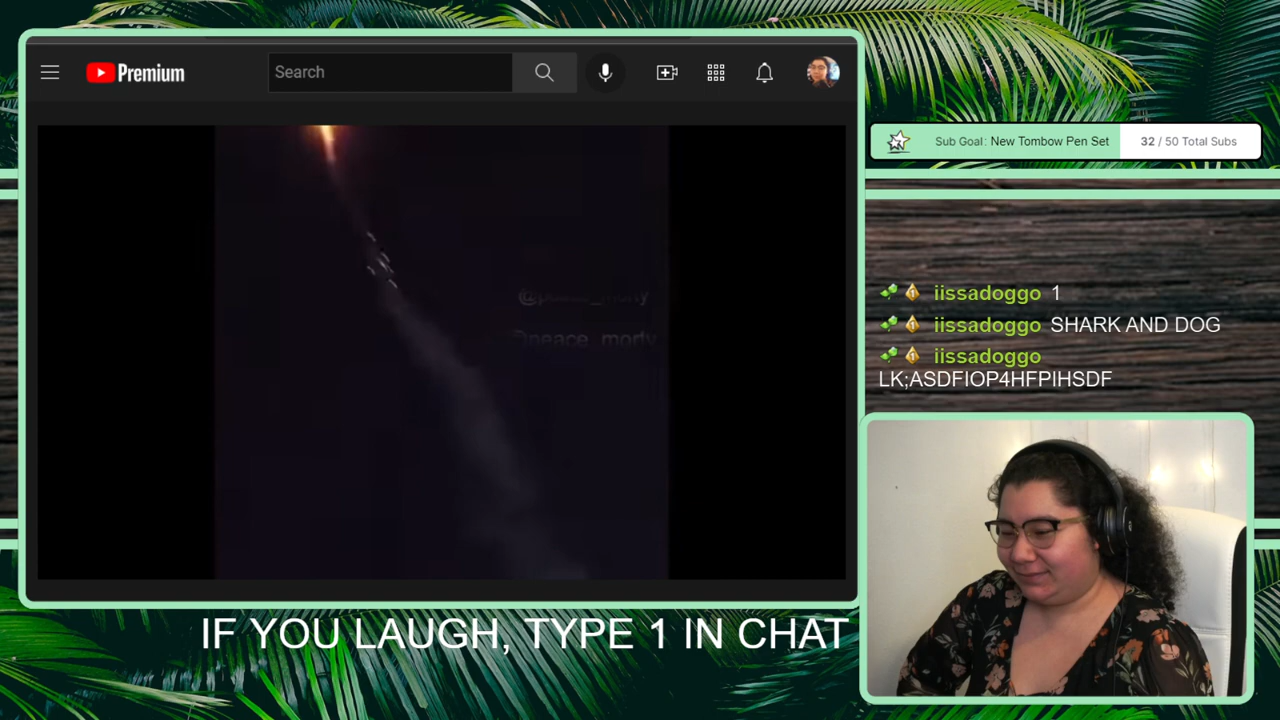 Premium
Search
Sub Goal: New Tombow Pen Set
32 / 50 Total Subs
iissadoggo 1
iissadoggo SHARK AND DOG
iissadoggo
LK;ASDFIOP4HFPIHSDF
IF YOU LAUGH, TYPE 1 IN CHAT